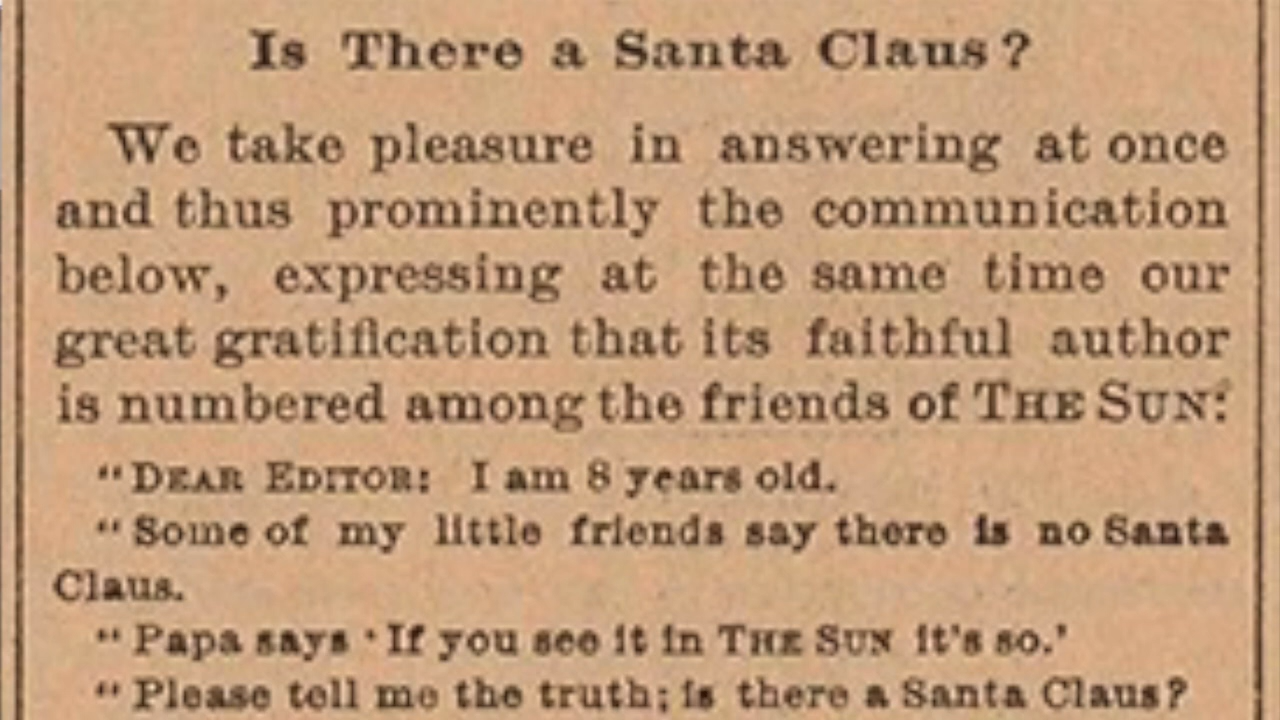 Is There a Santa Claus?
We take pleasure in answering at once
and thus prominently the communication
below, expressing at the same time our
great gratification that its faithful author
is numbered among the friends of THE SUN:
"DEAR EDITOR: I am 8 years old.
"Some of my little friends say there is no Santa
Claus.
"Papa says 'If you see it in THE SUN it's so.'
"Please tell me the truth; is there a Santa Claus?